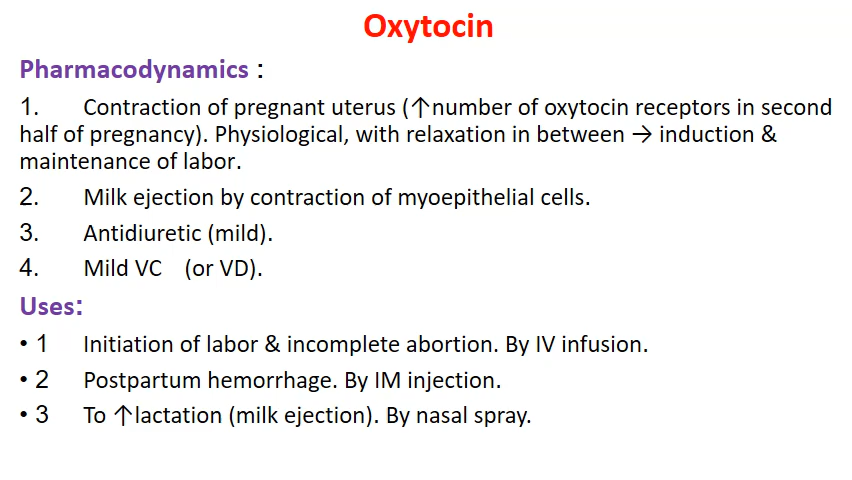 Oxytocin
Pharmacodynamics :
1. Contraction of pregnant uterus (↑number of oxytocin receptors in second
half of pregnancy). Physiological, with relaxation in between → induction &
maintenance of labor.
2. Milk ejection by contraction of myoepithelial cells.
3. Antidiuretic (mild).
4. Mild VC (or VD).
Uses:
• 1 Initiation of labor & incomplete abortion. By IV infusion.
• 2 Postpartum hemorrhage. By IM injection.
• 3 To ↑lactation (milk ejection). By nasal spray.